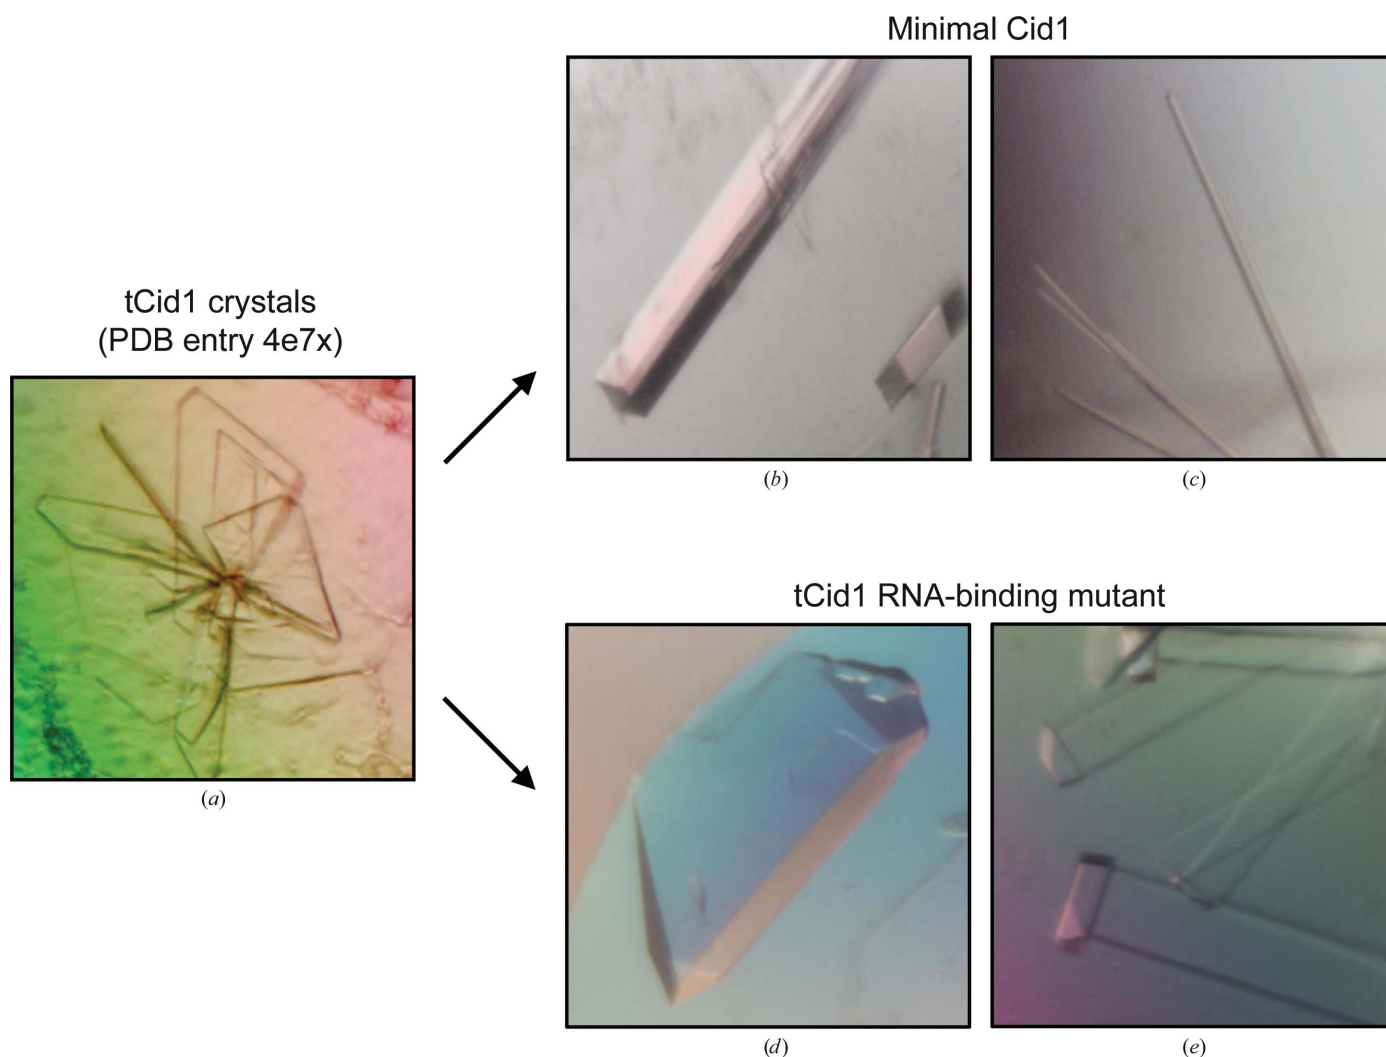 Minimal Cid1
(b)
(c)
tCid1 crystals
(PDB entry 4e7x)
(a)
tCid1 RNA-binding mutant
(d)
(e)